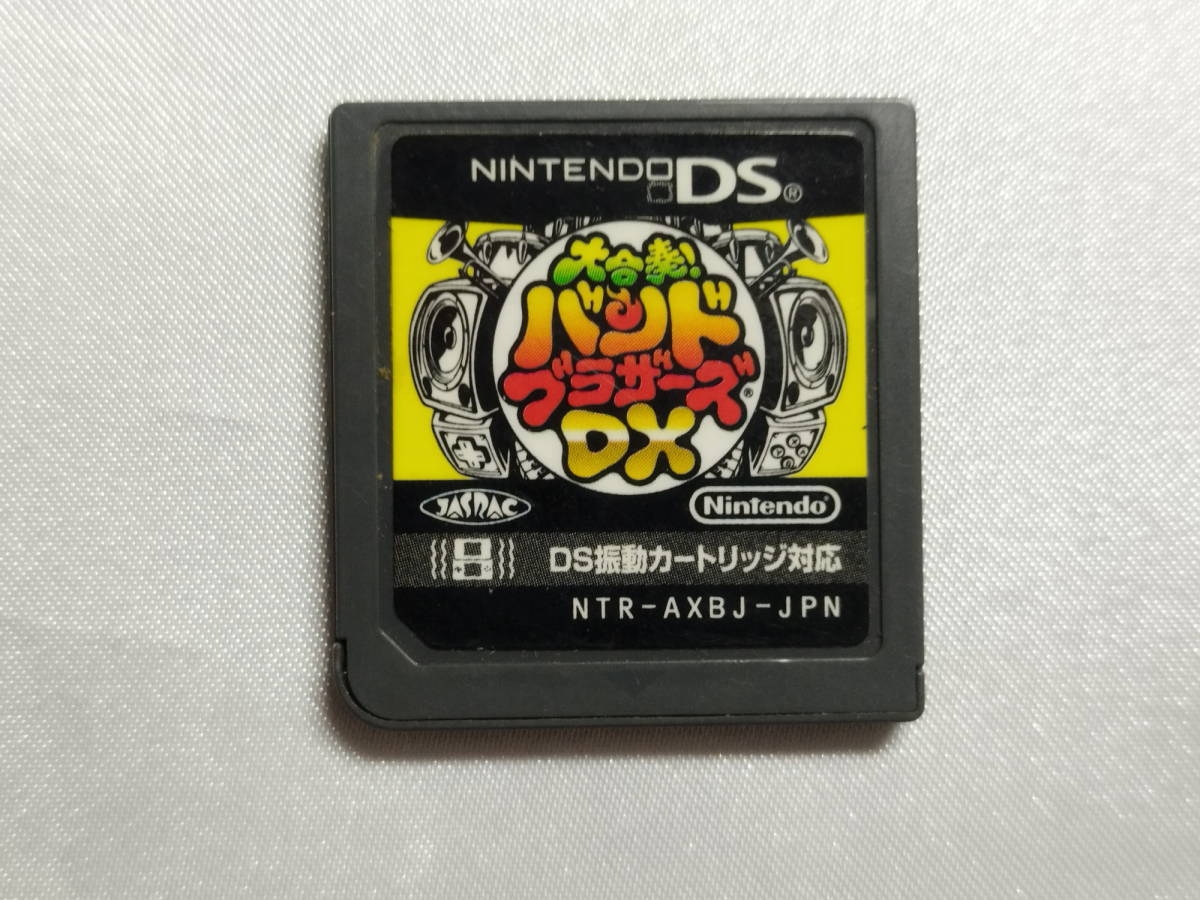 NINTENDO DS®
大合奏!
バンド
ブラザーズ®
DX
JASRAC
Nintendo®
DS振動カートリッジ対応
NTR-AXBJ-JPN